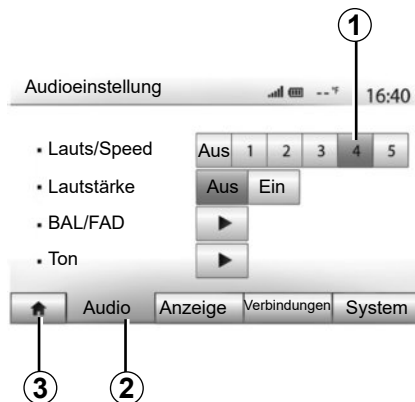 1
Audioeinstellung --°F 16:40
Lauts/Speed Aus 1 2 3 4 5
Lautstärke Aus Ein
BAL/FAD
Ton
Audio Anzeige Verbindungen System
3 2